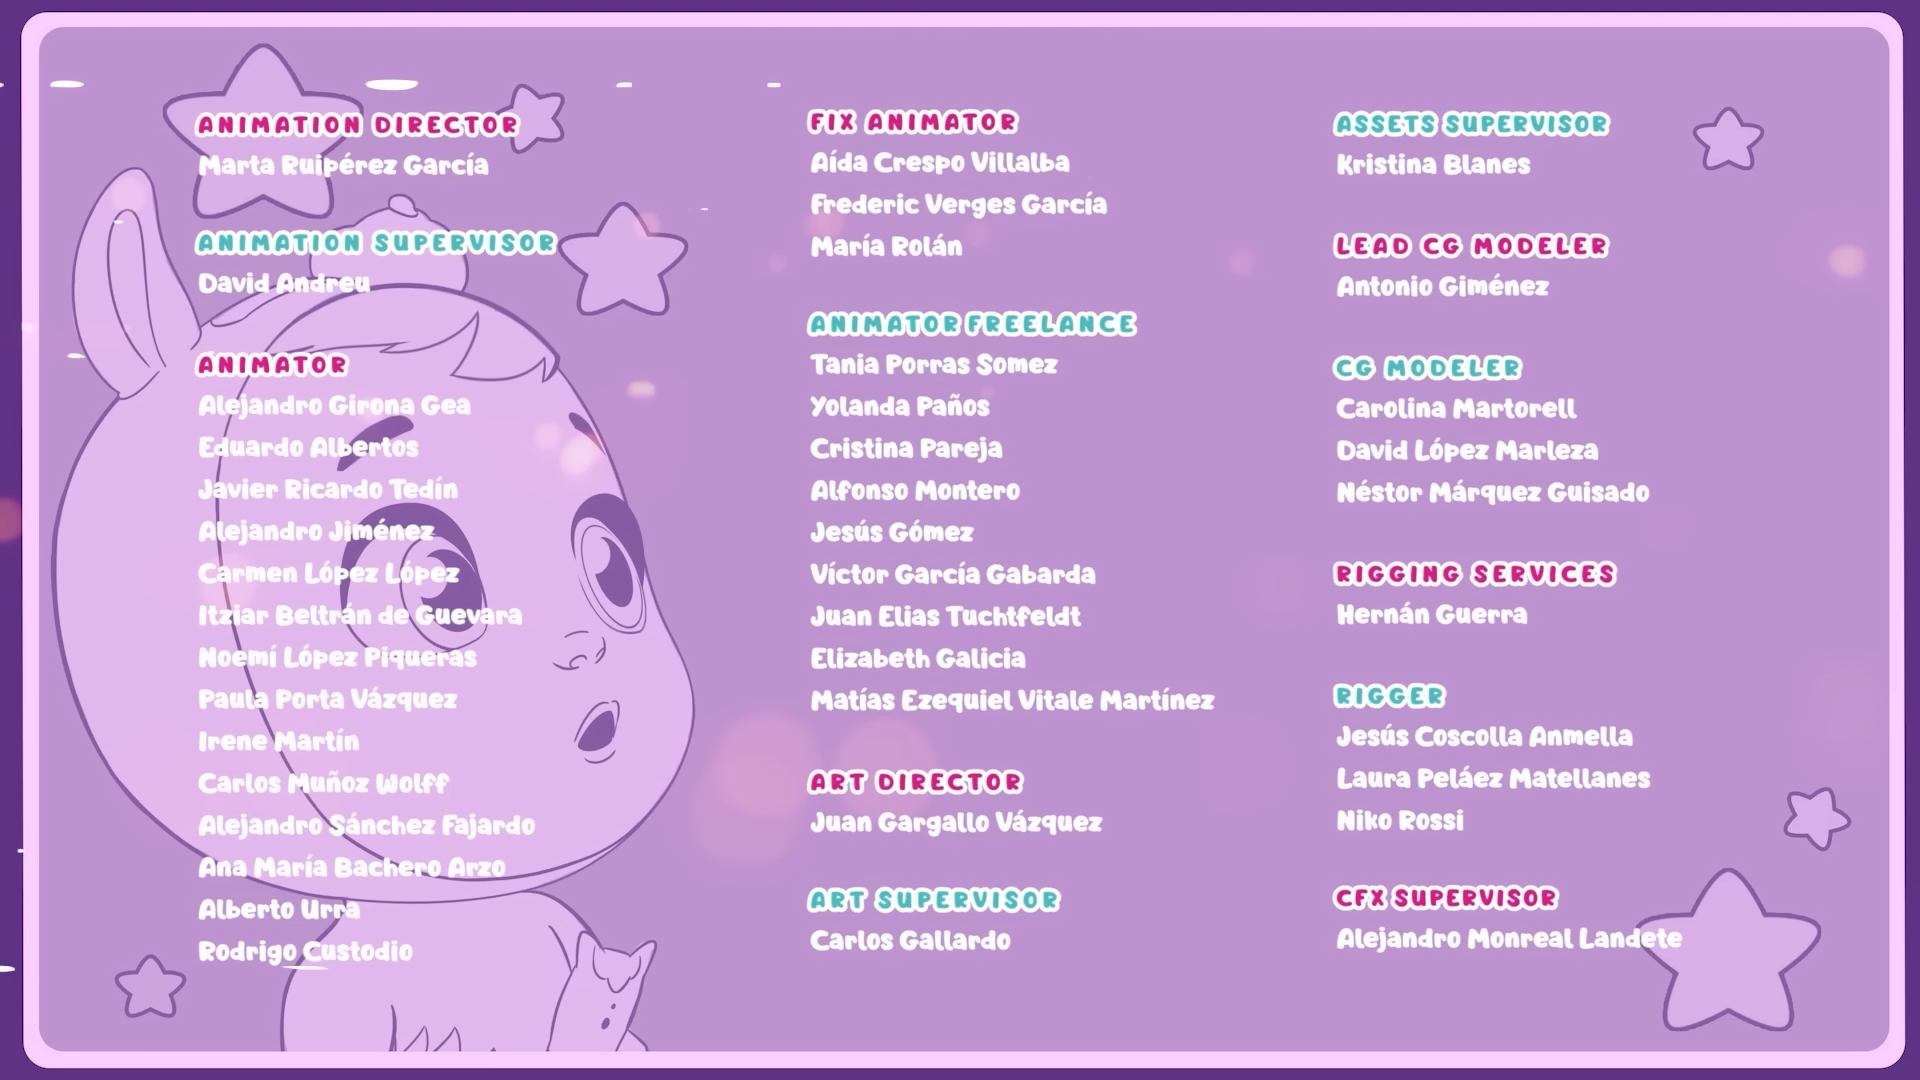 ANIMATION DIRECTOR
Marta Ruipérez García
ANIMATION SUPERVISOR
David Andreu
ANIMATOR
Alejandro Girona Gea
Eduardo Albertos
Javier Ricardo Tedín
Alejandro Jiménez
Carmen López López
Itziar Beltrán de Guevara
Noemí López Piqueras
Paula Porta Vázquez
Irene Martín
Carlos Muñoz Wolff
Alejandro Sánchez Fajardo
Ana María Bachero Arzo
Alberto Urra
Rodrigo Custodio
FIX ANIMATOR
Aída Crespo Villalba
Frederic Verges García
María Rolán
ANIMATOR FREELANCE
Tania Porras Somez
Yolanda Paños
Cristina Pareja
Alfonso Montero
Jesús Gómez
Víctor García Gabarda
Juan Elias Tuchtfeldt
Elizabeth Galicia
Matías Ezequiel Vitale Martínez
ART DIRECTOR
Juan Gargallo Vázquez
ART SUPERVISOR
Carlos Gallardo
ASSETS SUPERVISOR
Kristina Blanes
LEAD CG MODELER
Antonio Giménez
CG MODELER
Carolina Martorell
David López Marleza
Néstor Márquez Guisado
RIGGING SERVICES
Hernán Guerra
RIGGER
Jesús Coscolla Anmella
Laura Peláez Matellanes
Niko Rossi
CFX SUPERVISOR
Alejandro Monreal Landete